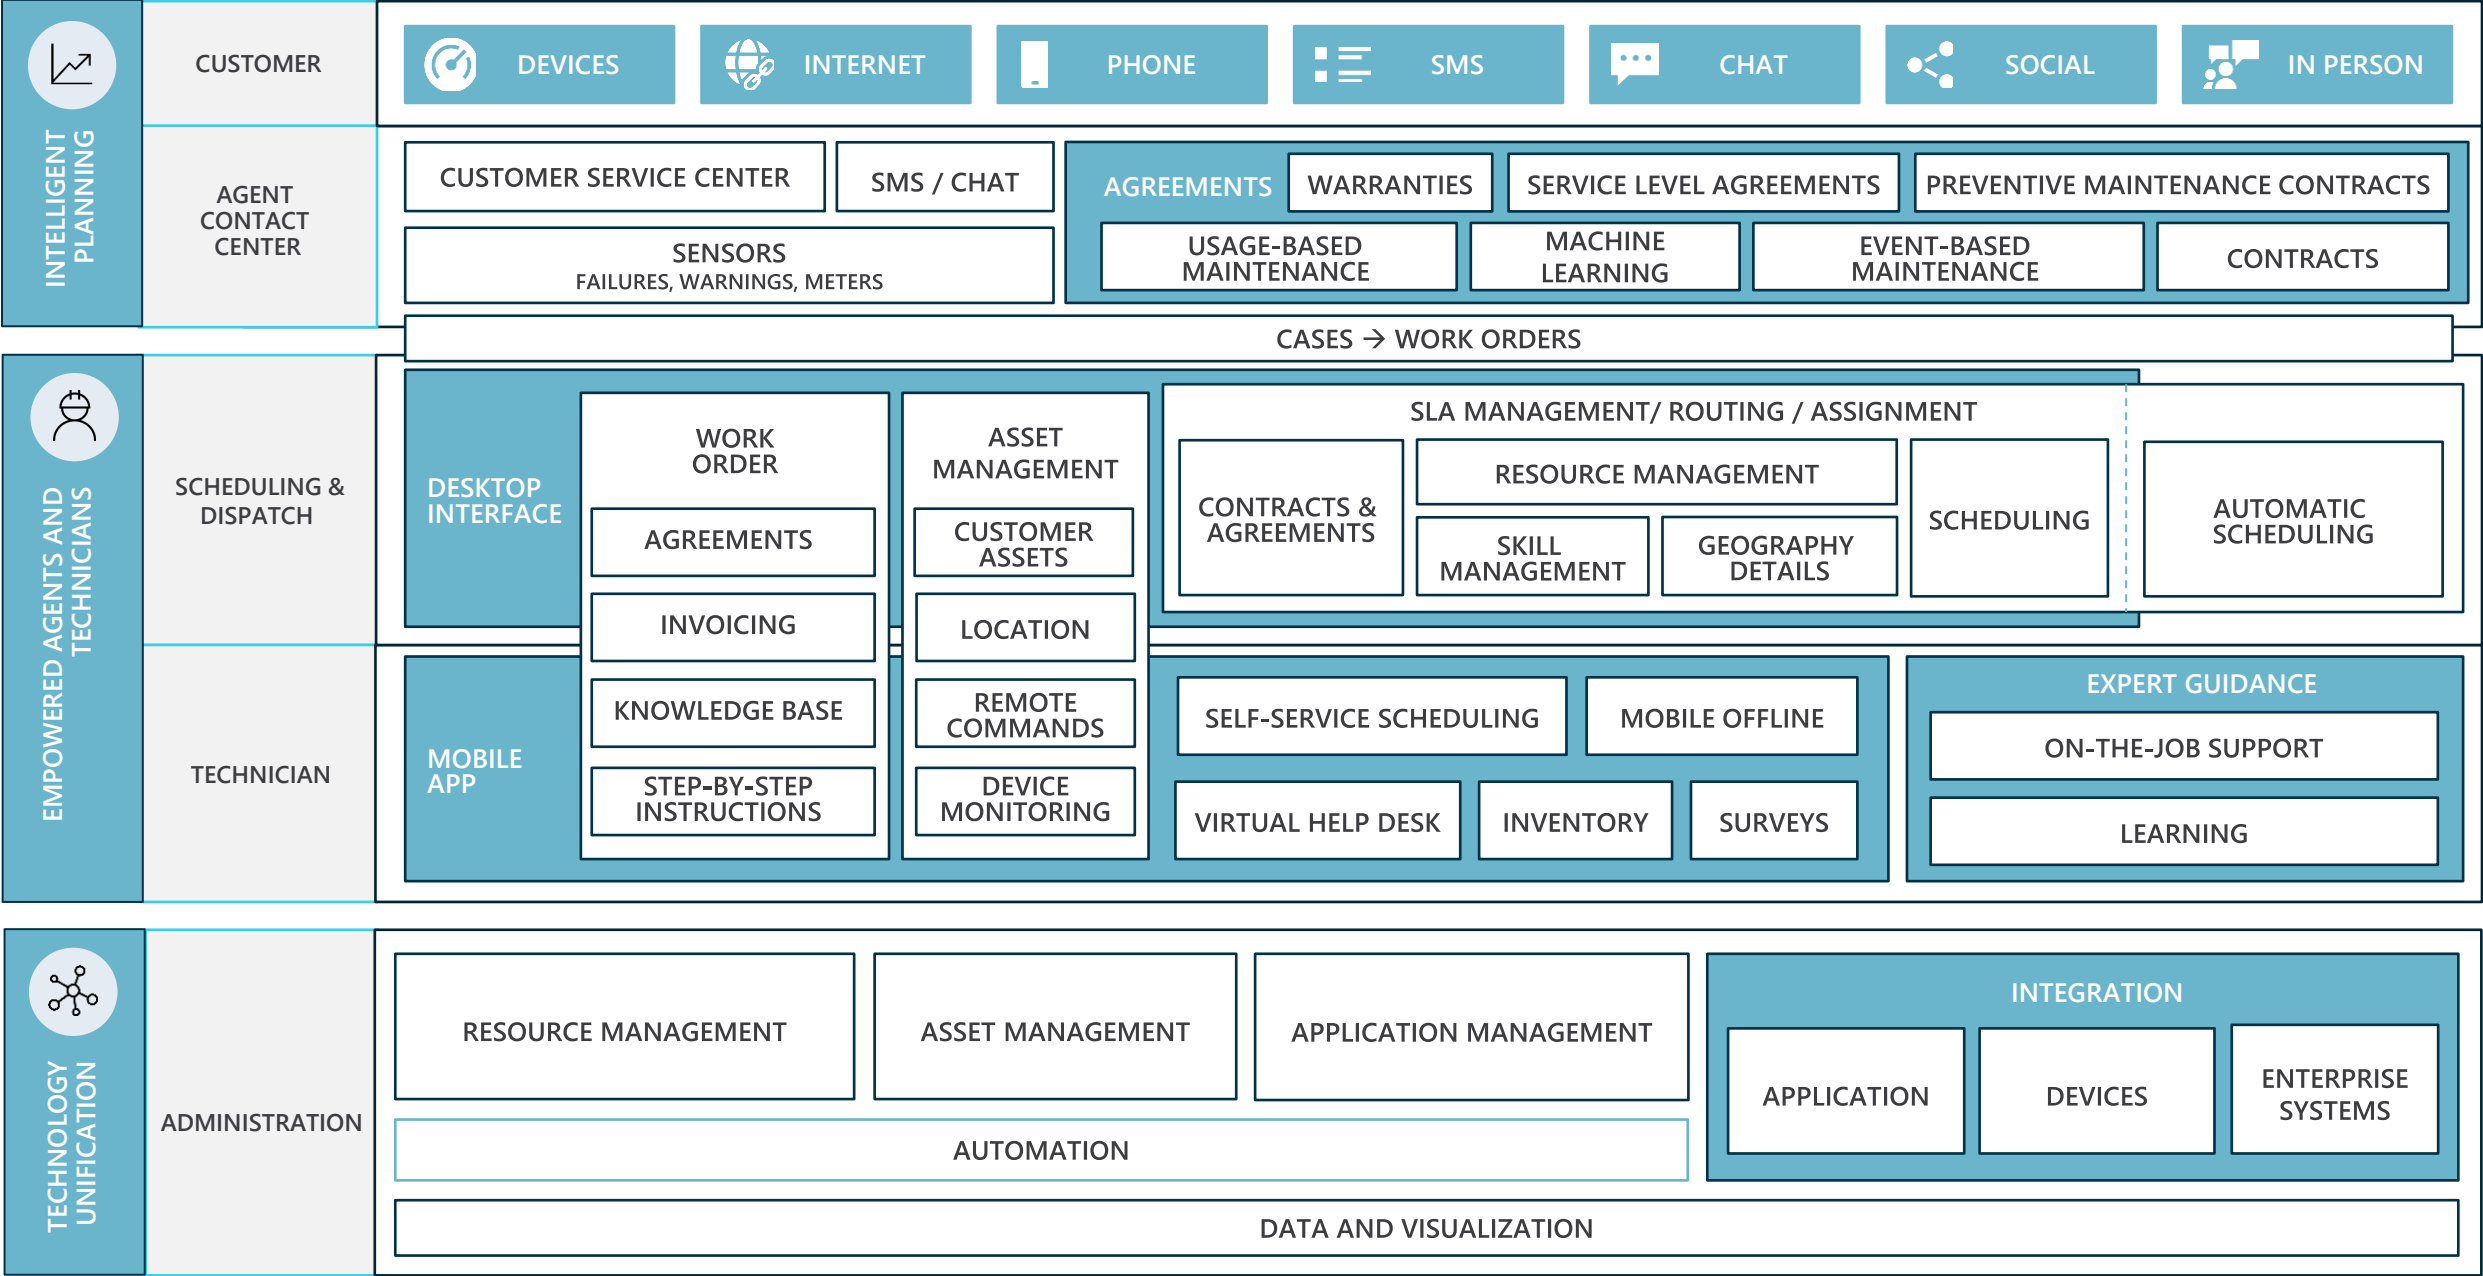 INTELLIGENT
PLANNING
CUSTOMER
DEVICES
INTERNET
PHONE
SMS
CHAT
SOCIAL
IN PERSON
AGENT
CONTACT
CENTER
CUSTOMER SERVICE CENTER
SMS / CHAT
SENSORS
FAILURES, WARNINGS, METERS
AGREEMENTS
WARRANTIES
SERVICE LEVEL AGREEMENTS
PREVENTIVE MAINTENANCE CONTRACTS
USAGE-BASED
MAINTENANCE
MACHINE
LEARNING
EVENT-BASED
MAINTENANCE
CONTRACTS
CASES → WORK ORDERS
EMPOWERED AGENTS AND
TECHNICIANS
SCHEDULING &
DISPATCH
DESKTOP
INTERFACE
WORK
ORDER
AGREEMENTS
INVOICING
KNOWLEDGE BASE
STEP-BY-STEP
INSTRUCTIONS
ASSET
MANAGEMENT
CUSTOMER
ASSETS
LOCATION
REMOTE
COMMANDS
DEVICE
MONITORING
SLA MANAGEMENT/ ROUTING / ASSIGNMENT
CONTRACTS &
AGREEMENTS
RESOURCE MANAGEMENT
SKILL
MANAGEMENT
GEOGRAPHY
DETAILS
SCHEDULING
AUTOMATIC
SCHEDULING
TECHNICIAN
MOBILE
APP
SELF-SERVICE SCHEDULING
MOBILE OFFLINE
VIRTUAL HELP DESK
INVENTORY
SURVEYS
EXPERT GUIDANCE
ON-THE-JOB SUPPORT
LEARNING
TECHNOLOGY
UNIFICATION
ADMINISTRATION
RESOURCE MANAGEMENT
ASSET MANAGEMENT
APPLICATION MANAGEMENT
AUTOMATION
INTEGRATION
APPLICATION
DEVICES
ENTERPRISE
SYSTEMS
DATA AND VISUALIZATION